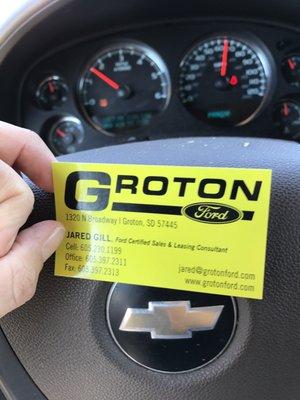 GROTON
Ford
1320 N Broadway | Groton, SD 57445
JARED GILL, Ford Certified Sales & Leasing Consultant
Cell: 605.230.1199
Office: 605.397.2311
Fax: 605.397.2313
jared@grotonford.com
www.grotonford.com